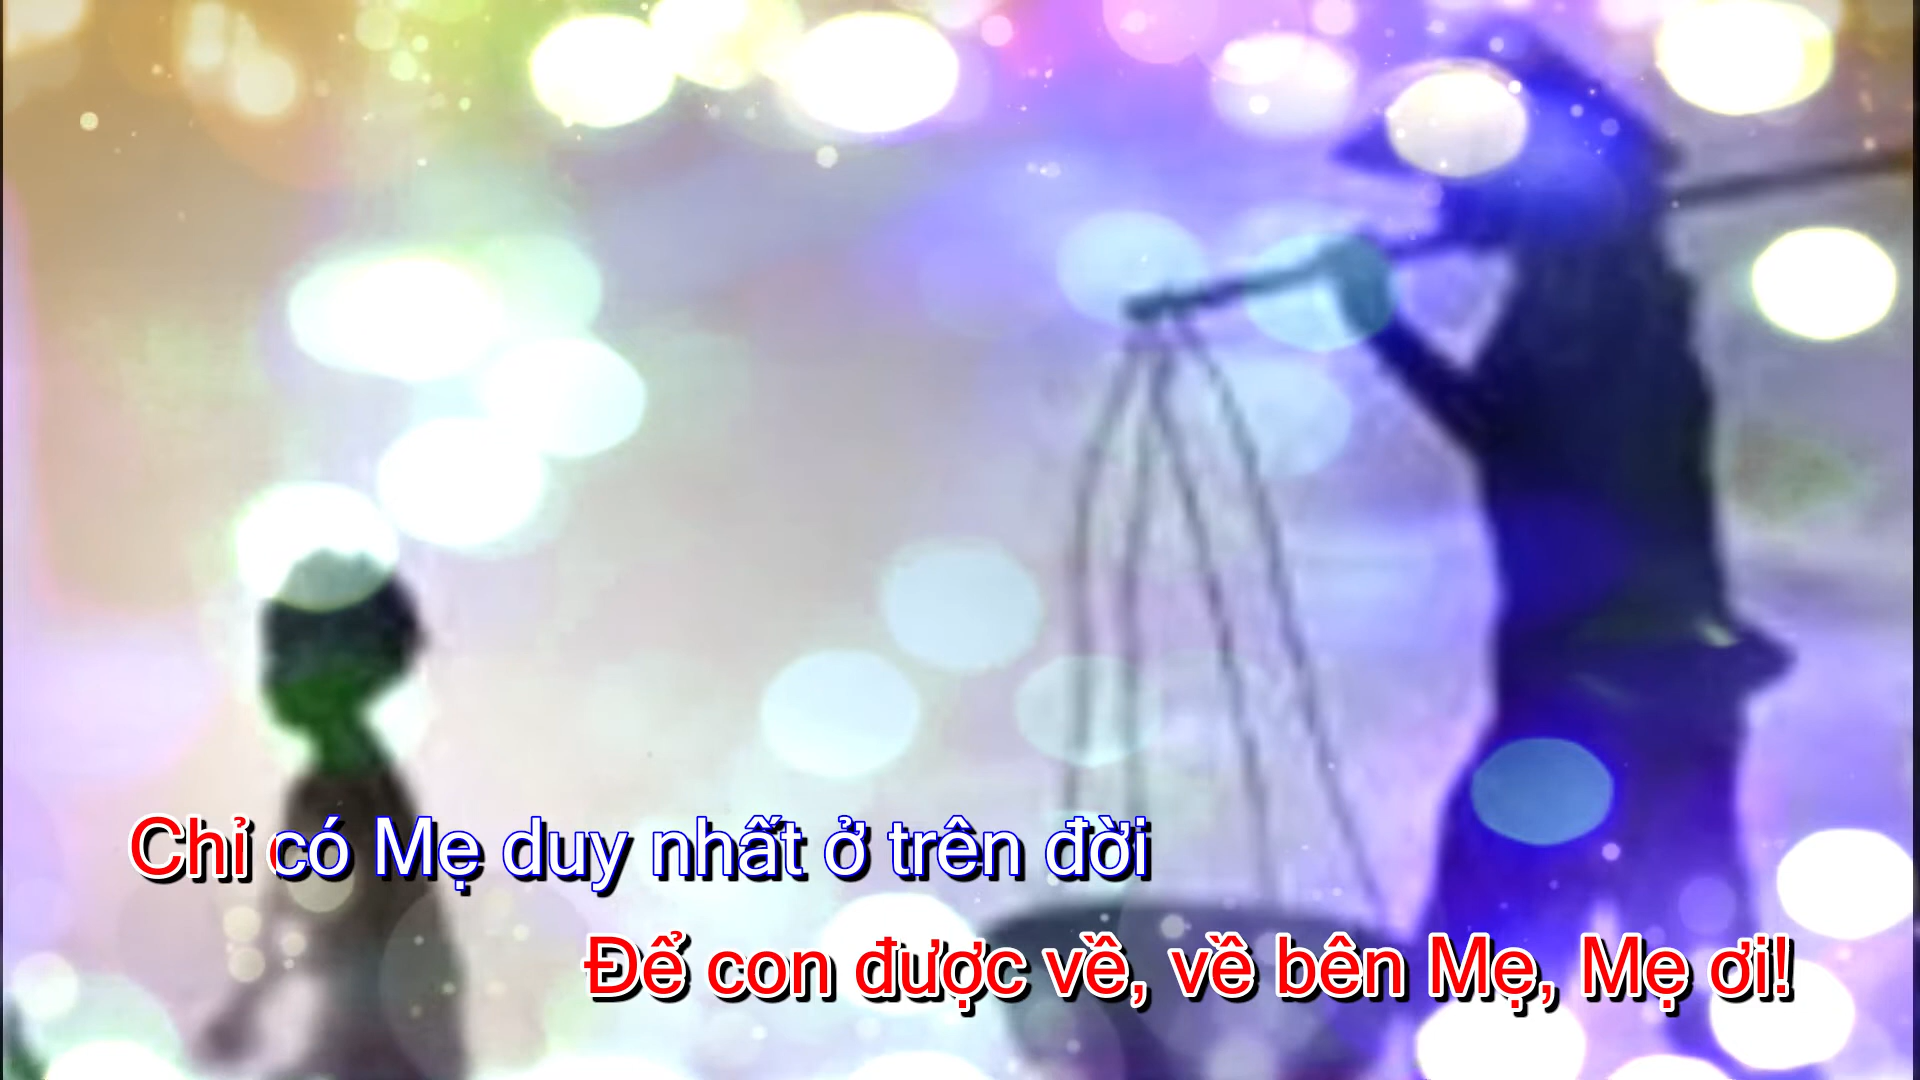 Chỉ có Mẹ duy nhất ở trên đời
Để con được về, về bên Mẹ, Mẹ ơi!